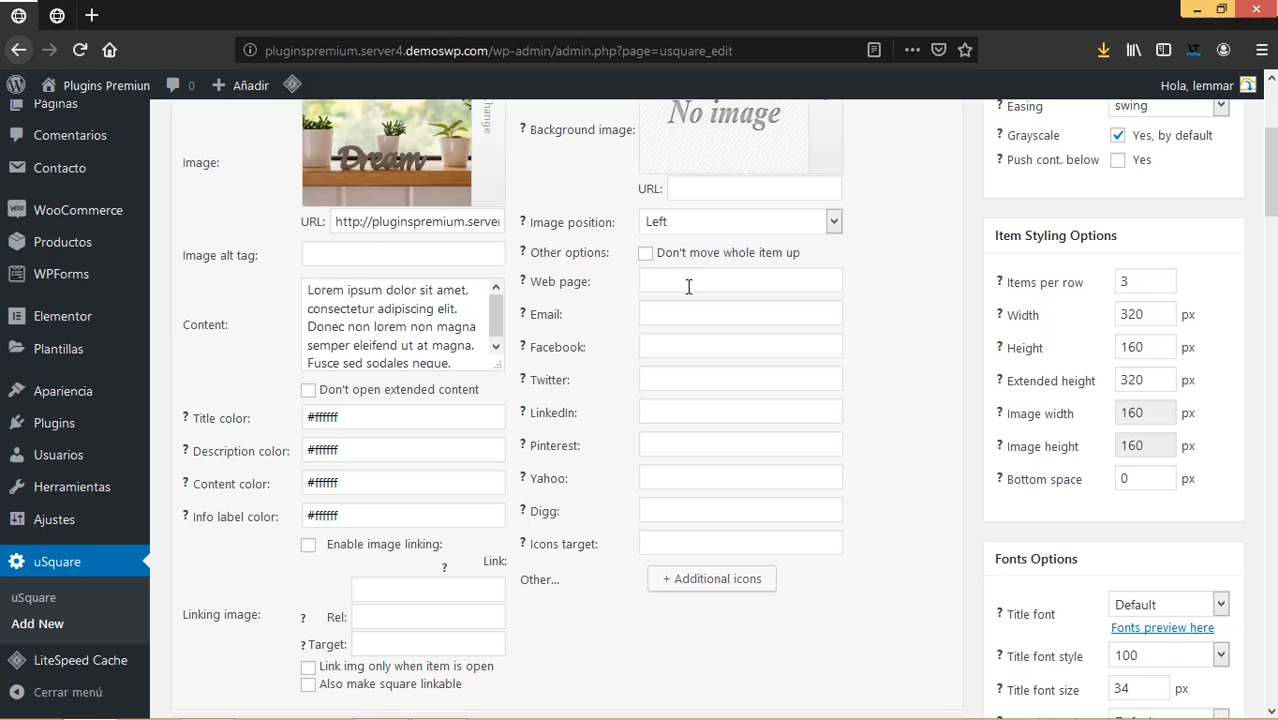 pluginspremium.server4.demoswp.com/wp-admin/admin.php?page=usquare_edit
Plugins Premiun
0
Añadir
Hola, lemmar
Páginas
Comentarios
Contacto
WooCommerce
Productos
WPForms
Elementor
Plantillas
Apariencia
Plugins
Usuarios
Herramientas
Ajustes
uSquare
uSquare
Add New
LiteSpeed Cache
Cerrar menú
Image:
Dream
Change
URL: http://pluginspremium.server
Image alt tag:
Content:
Lorem ipsum dolor sit amet,
consectetur adipiscing elit.
Donec non lorem non magna
semper eleifend ut at magna.
Fusce sed sodales neque.
Don't open extended content
? Title color: #ffffff
? Description color: #ffffff
? Content color: #ffffff
? Info label color: #ffffff
Enable image linking:
? Link:
Linking image:
? Rel:
? Target:
Link img only when item is open
Also make square linkable
? Background image:
No image
URL:
? Image position: Left
? Other options: Don't move whole item up
? Web page:
? Email:
? Facebook:
? Twitter:
? LinkedIn:
? Pinterest:
? Yahoo:
? Digg:
? Icons target:
Other... + Additional icons
? Easing swing
? Grayscale Yes, by default
? Push cont. below Yes
Item Styling Options
? Items per row 3
? Width 320 px
? Height 160 px
? Extended height 320 px
? Image width 160 px
? Image height 160 px
? Bottom space 0 px
Fonts Options
? Title font Default
Fonts preview here
? Title font style 100
? Title font size 34 px